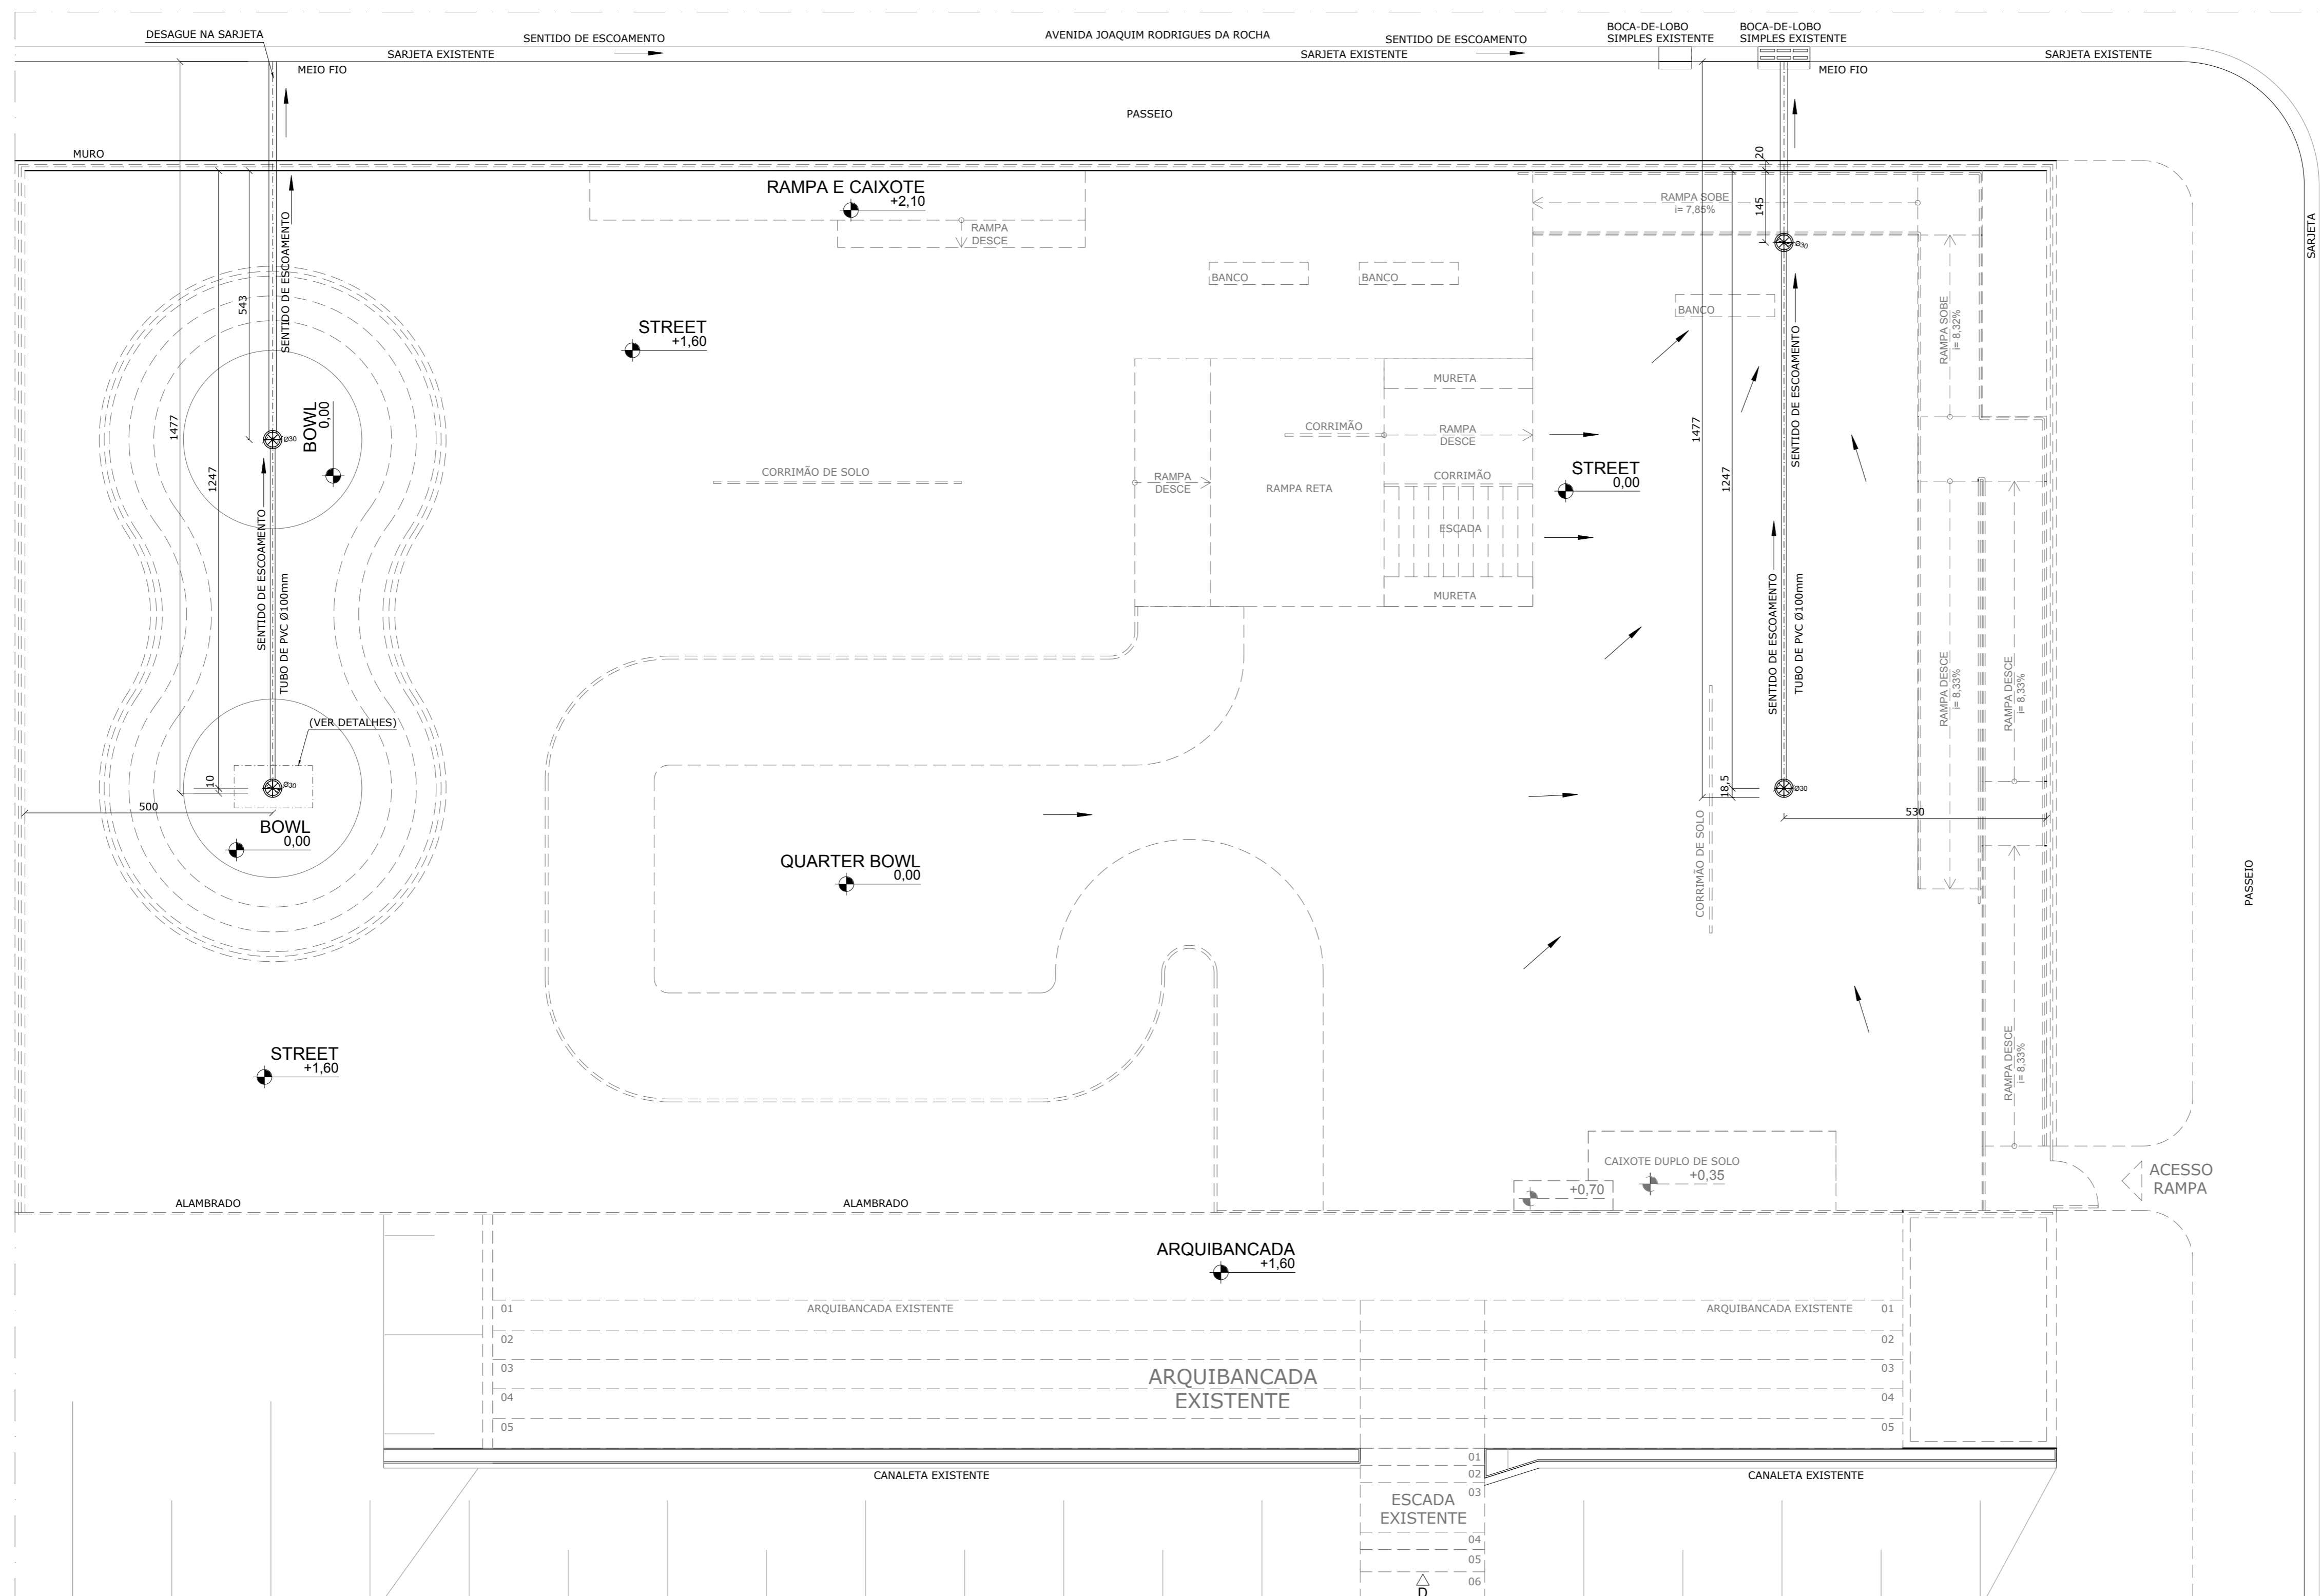 DESAGUE NA SARJETA
SENTIDO DE ESCOAMENTO
AVENIDA JOAQUIM RODRIGUES DA ROCHA
SENTIDO DE ESCOAMENTO
BOCA-DE-LOBO
SIMPLES EXISTENTE
BOCA-DE-LOBO
SIMPLES EXISTENTE
SARJETA EXISTENTE
SARJETA EXISTENTE
SARJETA EXISTENTE
MEIO FIO
MEIO FIO
PASSEIO
MURO
20
RAMPA E CAIXOTE
+2,10
RAMPA
DESCE
RAMPA SOBE
i= 7,85%
145
Ø30
SARJETA
BANCO
BANCO
BANCO
543
SENTIDO DE ESCOAMENTO
STREET
+1,60
RAMPA SOBE
i= 8,32%
SENTIDO DE ESCOAMENTO
MURETA
1477
BOWL
0,00
Ø30
CORRIMÃO
RAMPA
DESCE
1477
1247
CORRIMÃO DE SOLO
RAMPA
DESCE
RAMPA RETA
CORRIMÃO
STREET
0,00
1247
ESCADA
SENTIDO DE ESCOAMENTO
TUBO DE PVC Ø100mm
MURETA
SENTIDO DE ESCOAMENTO
TUBO DE PVC Ø100mm
RAMPA DESCE
i= 8,33%
RAMPA DESCE
i= 8,33%
(VER DETALHES)
10
Ø30
18,5
Ø30
500
530
BOWL
0,00
QUARTER BOWL
0,00
CORRIMÃO DE SOLO
PASSEIO
STREET
+1,60
RAMPA DESCE
i= 8,33%
CAIXOTE DUPLO DE SOLO
+0,35
+0,70
ACESSO
RAMPA
ALAMBRADO
ALAMBRADO
ARQUIBANCADA
+1,60
01
ARQUIBANCADA EXISTENTE
ARQUIBANCADA EXISTENTE
01
02
02
03
03
ARQUIBANCADA
EXISTENTE
04
04
05
05
CANALETA EXISTENTE
CANALETA EXISTENTE
01
02
03
ESCADA
EXISTENTE
04
05
06
D